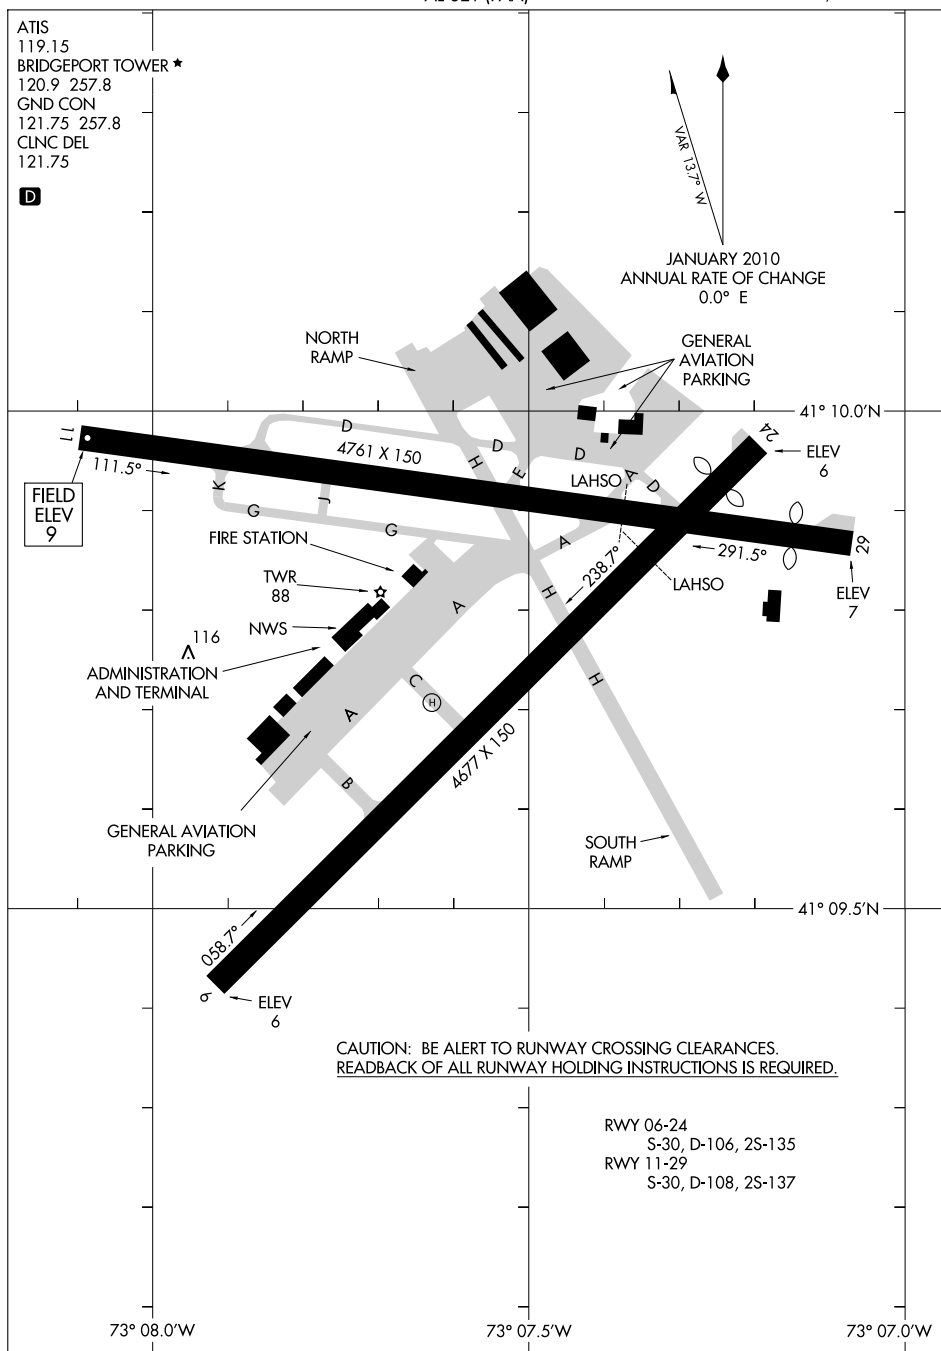 ATIS
119.15
BRIDGEPORT TOWER ★
120.9 257.8
GND CON
121.75 257.8
CLNC DEL
121.75
D
VAR 13.7° W
JANUARY 2010
ANNUAL RATE OF CHANGE
0.0° E
NORTH
RAMP
GENERAL
AVIATION
PARKING
41° 10.0'N
11
111.5°
D
4761 X 150
H
D
E
D
LAHSO
A
D
24
ELEV
6
FIELD
ELEV
9
K
G
J
G
FIRE STATION
A
238.7°
291.5°
29
LAHSO
ELEV
7
TWR
88
NWS
A
H
116
ADMINISTRATION
AND TERMINAL
C
H
H
A
4677 X 150
B
GENERAL AVIATION
PARKING
SOUTH
RAMP
41° 09.5'N
058.7°
6
ELEV
6
CAUTION: BE ALERT TO RUNWAY CROSSING CLEARANCES.
READBACK OF ALL RUNWAY HOLDING INSTRUCTIONS IS REQUIRED.
RWY 06-24
S-30, D-106, 2S-135
RWY 11-29
S-30, D-108, 2S-137
73° 08.0'W
73° 07.5'W
73° 07.0'W